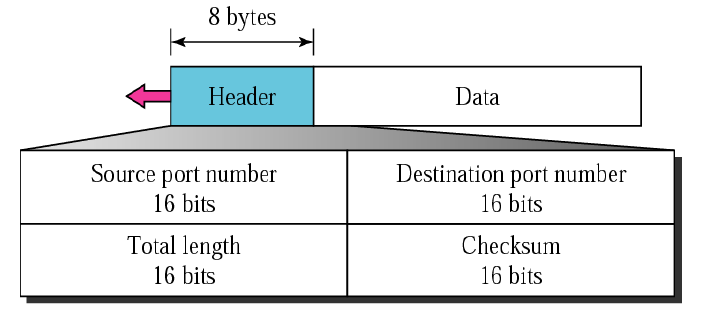 8 bytes
Header
Data
Source port number
16 bits
Destination port number
16 bits
Total length
16 bits
Checksum
16 bits